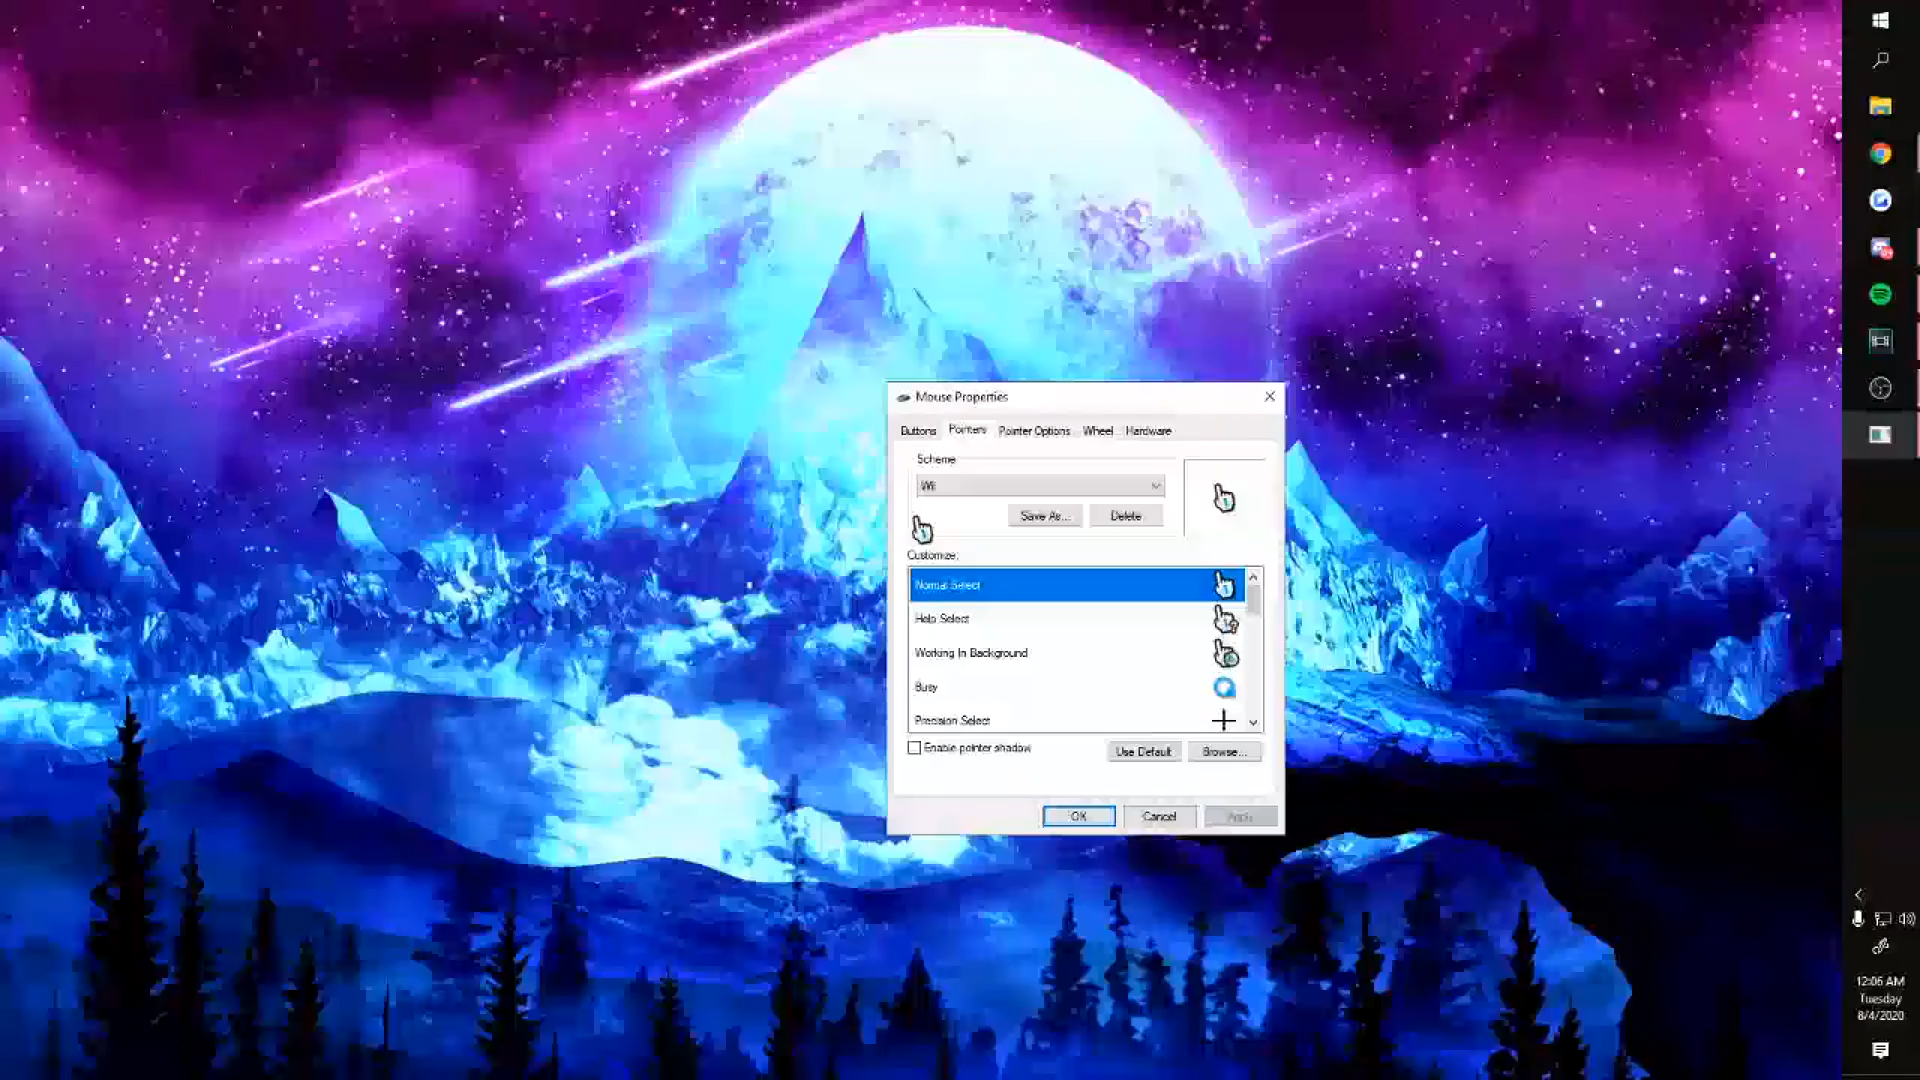 Mouse Properties
Buttons Pointers Pointer Options Wheel Hardware
Scheme
Wii
Save As... Delete
Customize:
Normal Select
Help Select
Working In Background
Busy
Precision Select
Enable pointer shadow
Use Default Browse...
OK Cancel Apply
12:06 AM
Tuesday
8/4/2020